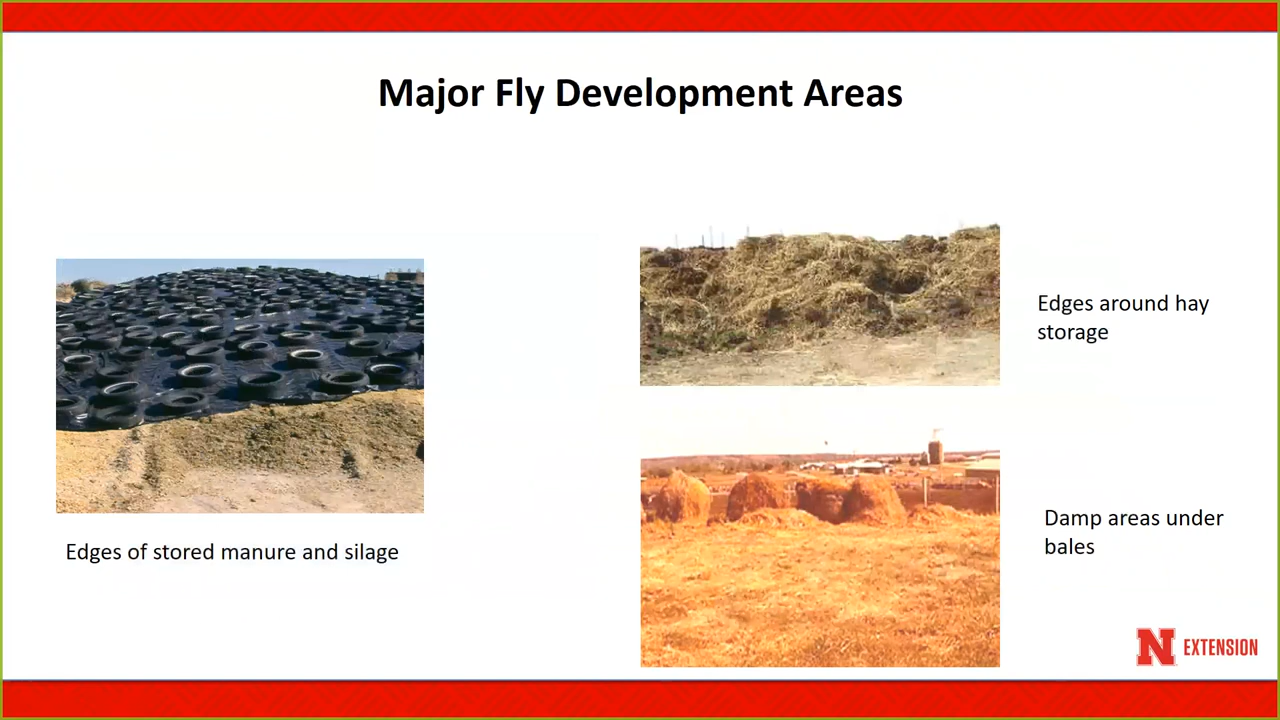 Major Fly Development Areas
Edges of stored manure and silage
Edges around hay
storage
Damp areas under
bales
N EXTENSION